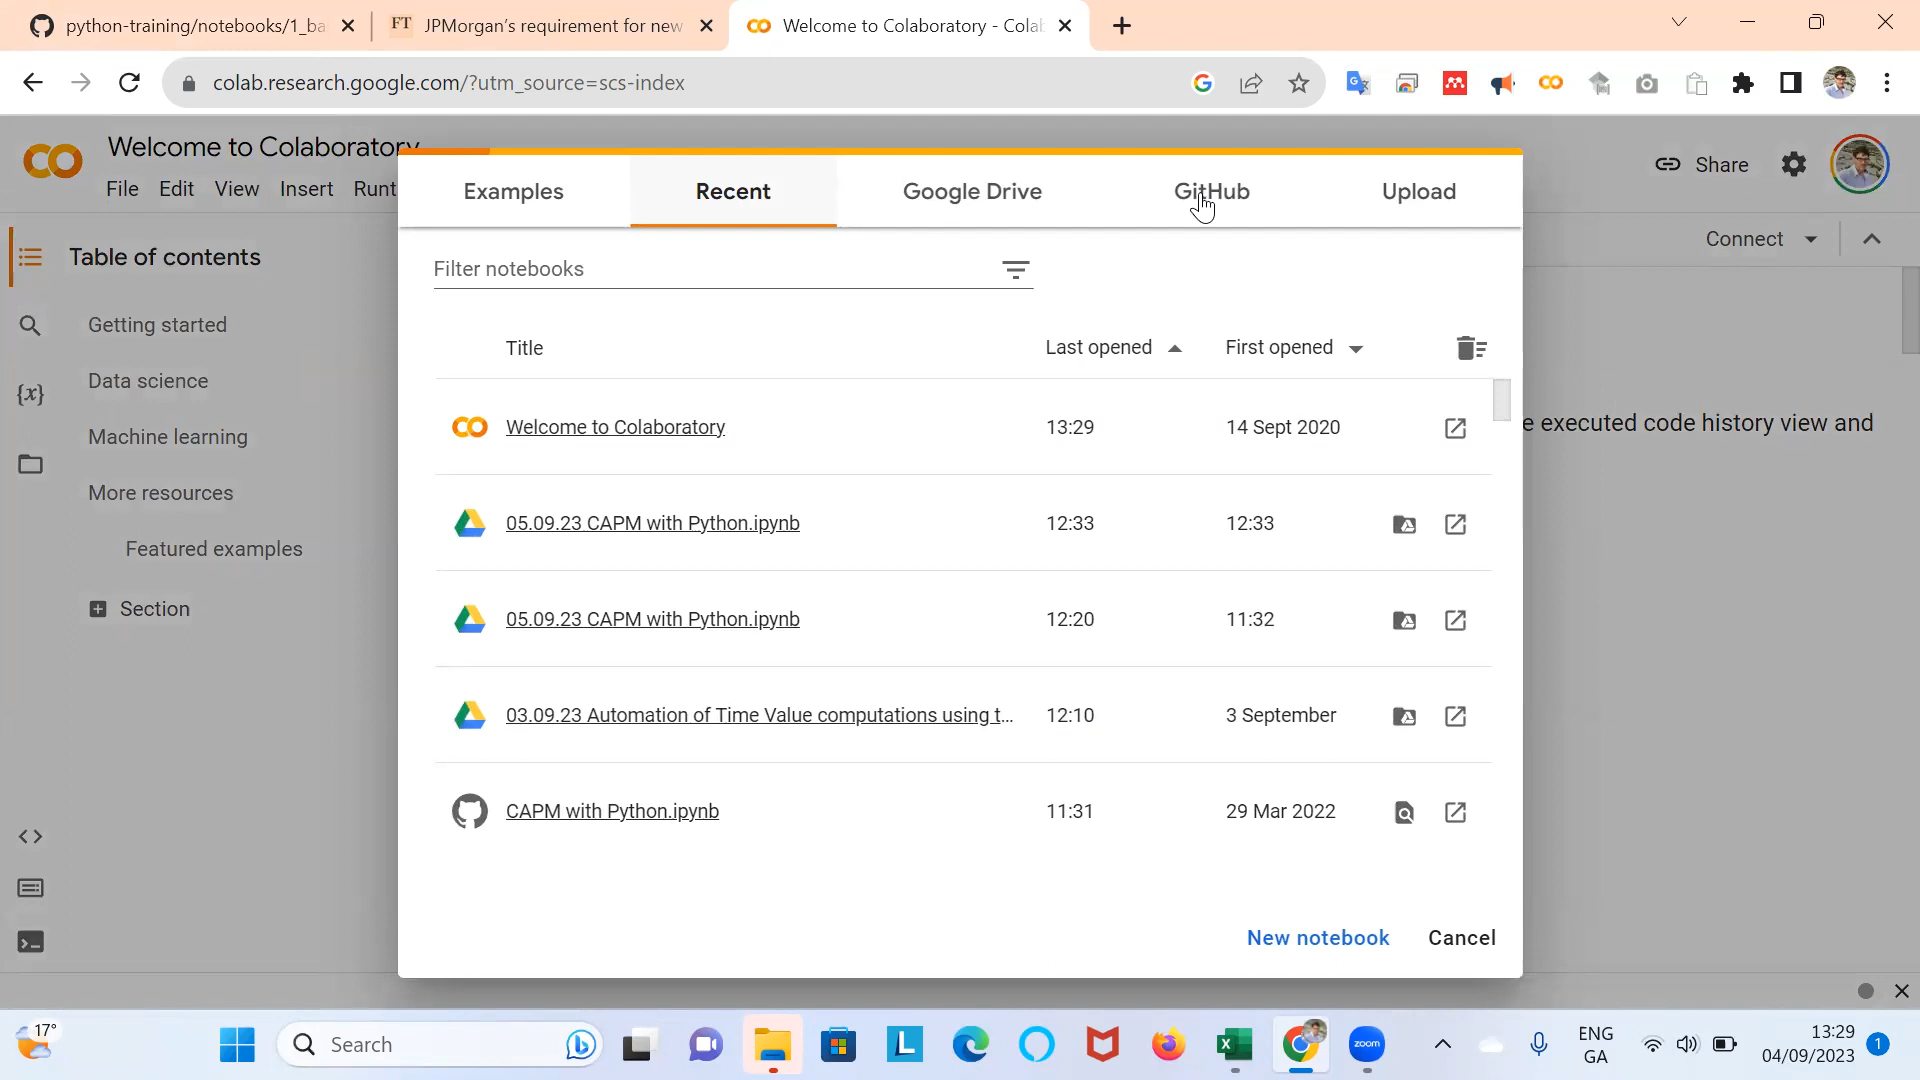 python-training/notebooks/1_ba
FT JPMorgan's requirement for new
Welcome to Colaboratory - Colab
colab.research.google.com/?utm_source=scs-index
Welcome to Colaboratory
File Edit View Insert Runt
Share
Examples Recent Google Drive GitHub Upload
Connect
Table of contents
Filter notebooks
Getting started
Title Last opened First opened
Data science
Welcome to Colaboratory 13:29 14 Sept 2020
e executed code history view and
Machine learning
More resources
05.09.23 CAPM with Python.ipynb 12:33 12:33
Featured examples
Section
05.09.23 CAPM with Python.ipynb 12:20 11:32
03.09.23 Automation of Time Value computations using t... 12:10 3 September
CAPM with Python.ipynb 11:31 29 Mar 2022
New notebook Cancel
17°
Search
L
zoom
ENG
GA
13:29
04/09/2023
1